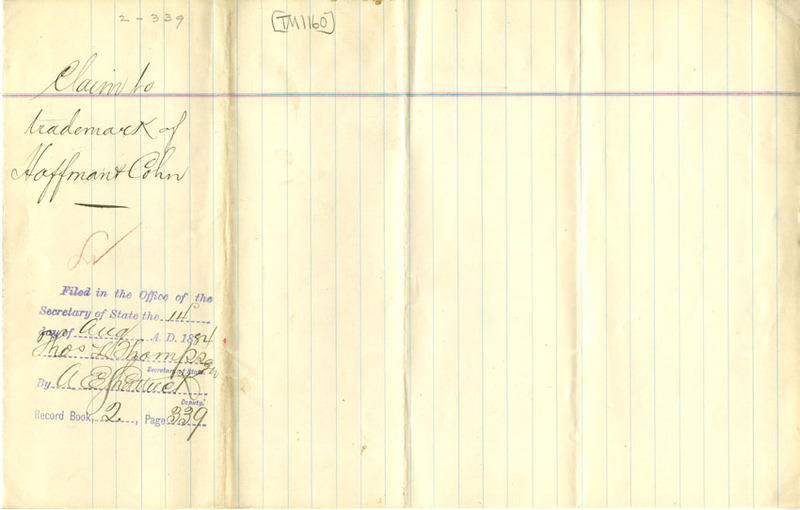 2-339
[TM1160]
Claim to
trademark of
Hoffman & Cohn
Filed in the Office of the
Secretary of State the 14
day of Aug A. D. 1884
Thos L Thompson
Secretary of State.
By A E Shattuck
Deputy.
Record Book, 2, Page 339